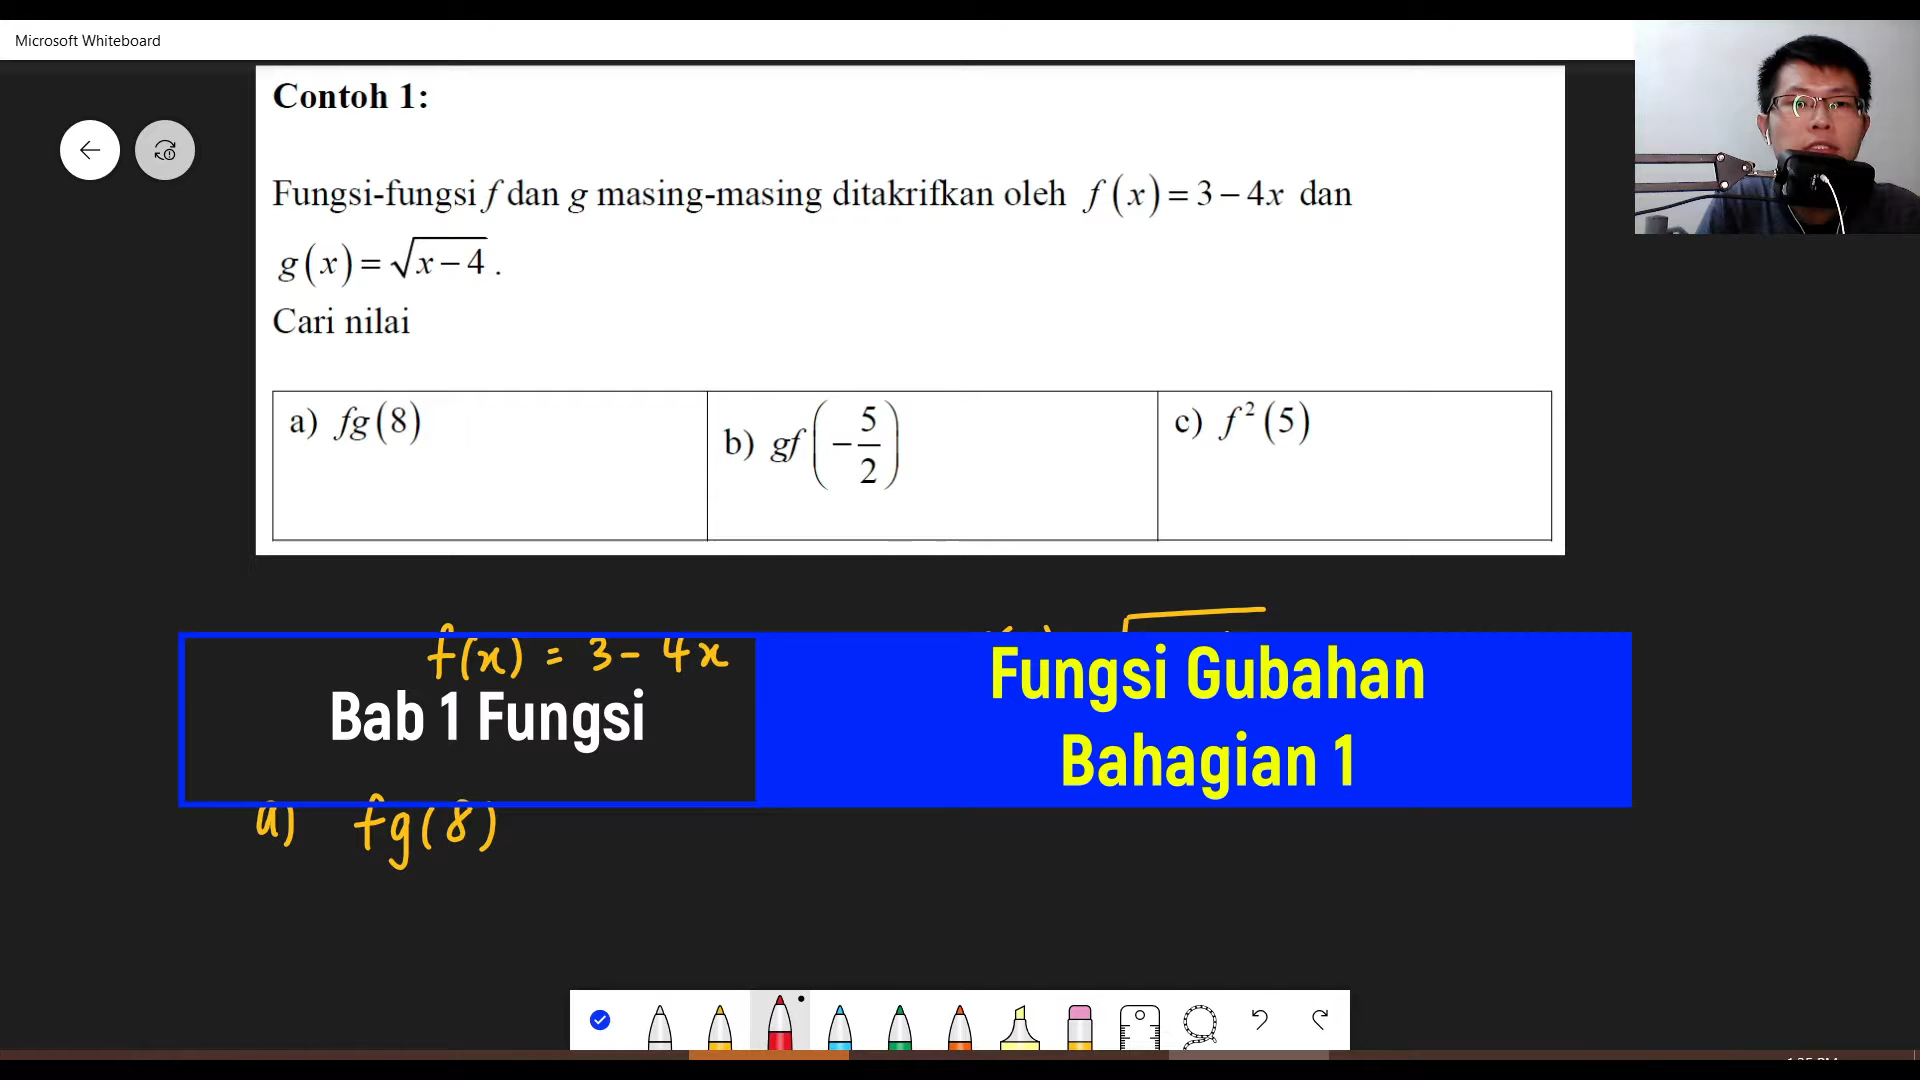 Microsoft Whiteboard
Contoh 1:
Fungsi-fungsi f dan g masing-masing ditakrifkan oleh f(x) = 3 − 4x dan
g(x) = √(x − 4).
Cari nilai
a) fg(8)
b) gf(−5/2)
c) f²(5)
f(x) = 3 − 4x
Bab 1 Fungsi
Fungsi Gubahan
Bahagian 1
a) fg(8)